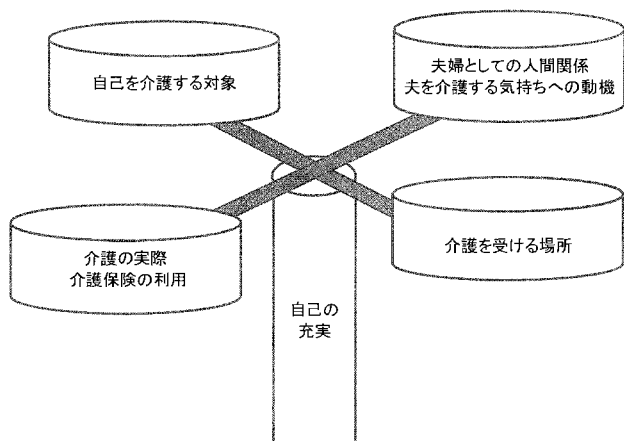 自己を介護する対象
夫婦としての人間関係
夫を介護する気持ちへの動機
介護の実際
介護保険の利用
介護を受ける場所
自己の
充実